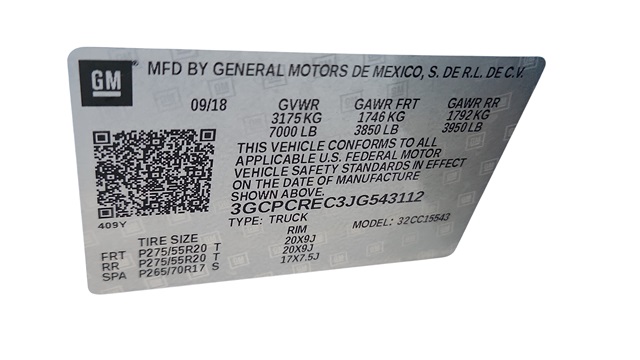 GM
MFD BY GENERAL MOTORS DE MEXICO, S. DE R.L. DE C.V.
09/18 GVWR GAWR FRT GAWR RR
3175 KG 1746 KG 1792 KG
7000 LB 3850 LB 3950 LB
THIS VEHICLE CONFORMS TO ALL
APPLICABLE U.S. FEDERAL MOTOR
VEHICLE SAFETY STANDARDS IN EFFECT
ON THE DATE OF MANUFACTURE
SHOWN ABOVE.
3GCPCREC3JG543112
409Y TYPE: TRUCK MODEL: 32CC15543
TIRE SIZE RIM
FRT P275/55R20 T 20X9J
RR P275/55R20 T 20X9J
SPA P265/70R17 S 17X7.5J